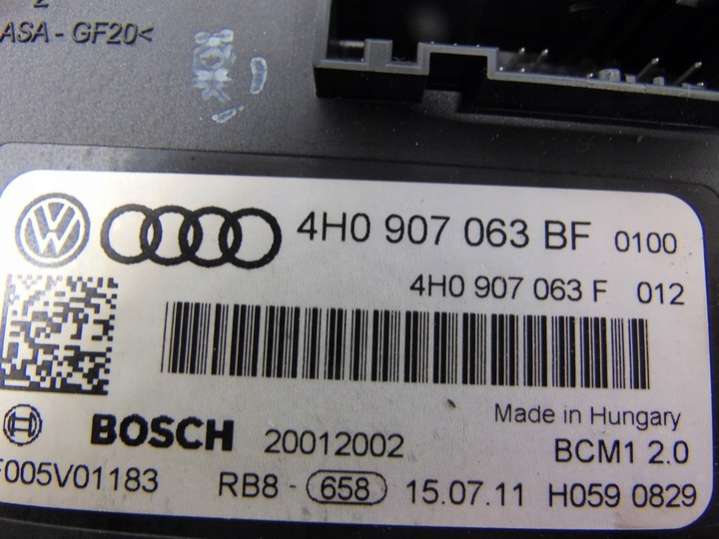 ASA - GF20<
4H0 907 063 BF 0100
4H0 907 063 F 012
Made in Hungary
BOSCH 20012002 BCM1 2.0
F005V01183 RB8 - 658 15.07.11 H059 0829